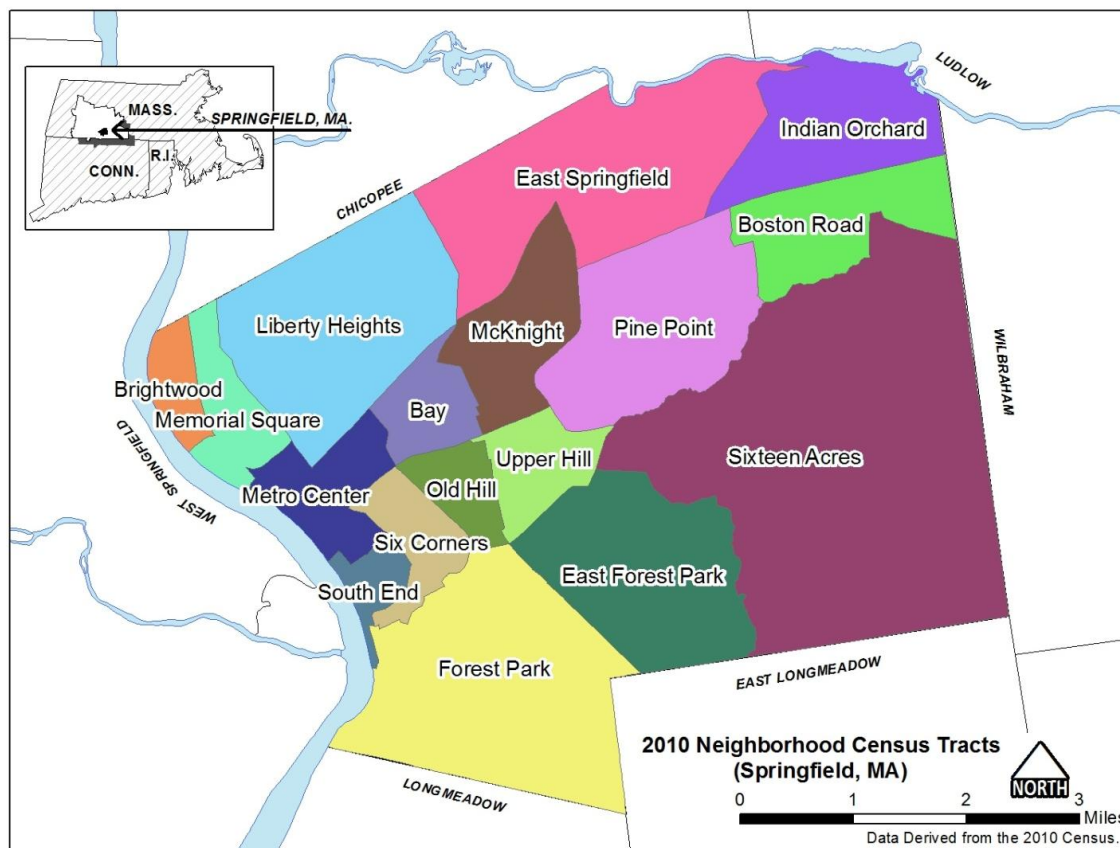 LUDLOW
MASS.
SPRINGFIELD, MA.
R.I.
CONN.
Indian Orchard
East Springfield
CHICOPEE
Boston Road
Liberty Heights
McKnight
Pine Point
WILBRAHAM
Brightwood
Memorial Square
Bay
WEST SPRINGFIELD
Upper Hill
Sixteen Acres
Metro Center
Old Hill
Six Corners
South End
East Forest Park
Forest Park
EAST LONGMEADOW
LONGMEADOW
2010 Neighborhood Census Tracts
(Springfield, MA)
NORTH
0 1 2 3
Miles
Data Derived from the 2010 Census.